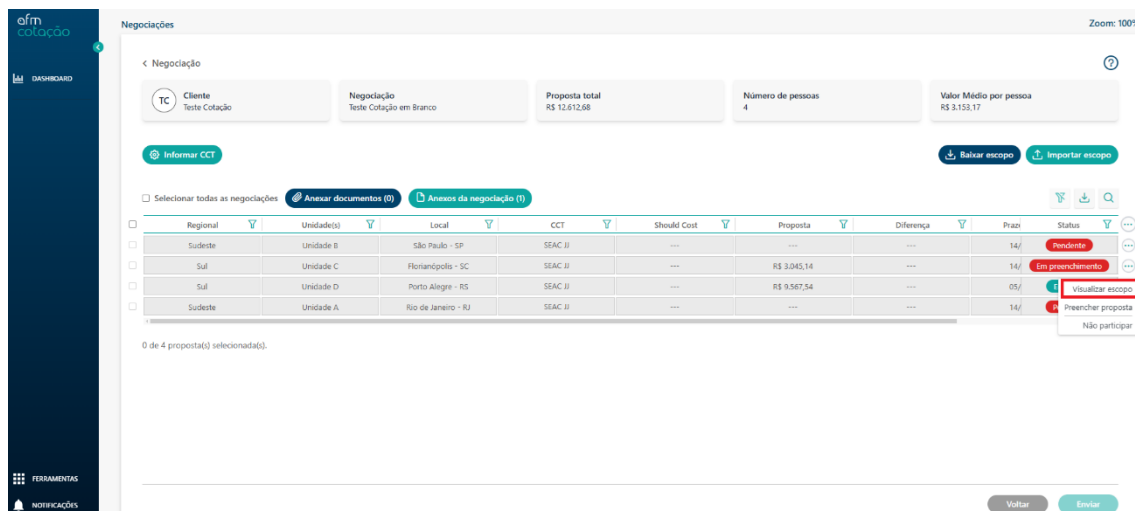 afm
cotação
DASHBOARD
FERRAMENTAS
NOTIFICAÇÕES
Negociações
Zoom: 100%
Negociação
?
TC
Cliente
Teste Cotação
Negociação
Teste Cotação em Branco
Proposta total
R$ 12.612,68
Número de pessoas
4
Valor Médio por pessoa
R$ 3.153,17
Informar CCT
Baixar escopo
Importar escopo
Selecionar todas as negociações
Anexar documentos (0)
Anexos da negociação (1)
Regional Unidade(s) Local CCT Should Cost Proposta Diferença Prazo Status
Sudeste Unidade B São Paulo - SP SEAC JJ --- --- --- 14/ Pendente
Sul Unidade C Florianópolis - SC SEAC JJ --- R$ 3.045,14 --- 14/ Em preenchimento
Sul Unidade D Porto Alegre - RS SEAC JJ --- R$ 9.567,54 --- 05/
Sudeste Unidade A Rio de Janeiro - RJ SEAC JJ --- --- --- 14/
Visualizar escopo
Preencher proposta
Não participar
0 de 4 proposta(s) selecionada(s).
Voltar
Enviar